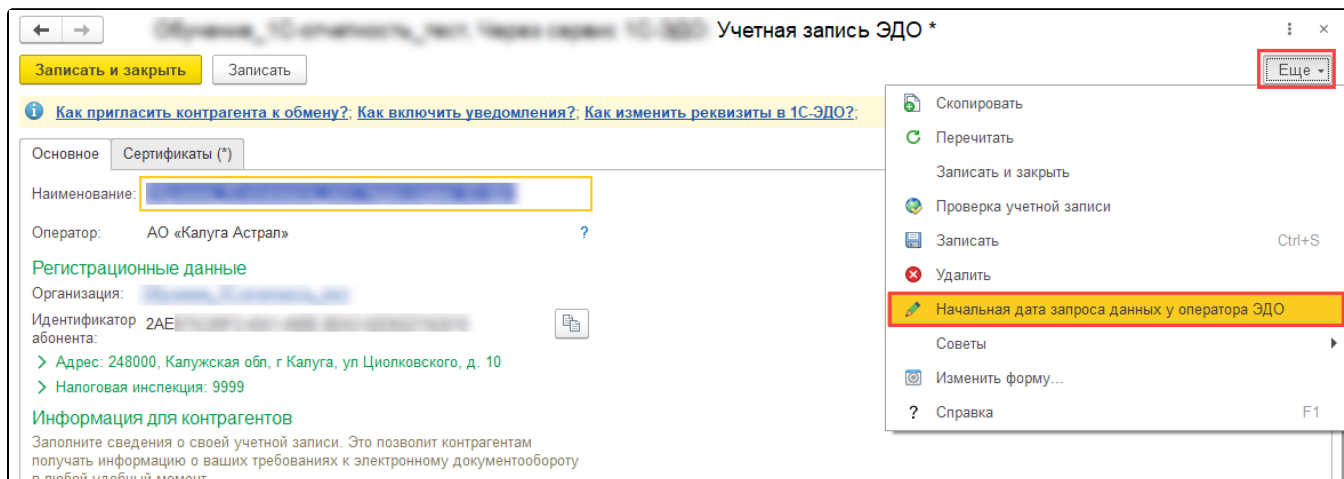 Учетная запись ЭДО *
Записать и закрыть
Записать
Еще
Как пригласить контрагента к обмену?; Как включить уведомления?; Как изменить реквизиты в 1С-ЭДО?;
Основное
Сертификаты (*)
Наименование:
Оператор: АО «Калуга Астрал» ?
Регистрационные данные
Организация:
Идентификатор абонента: 2AE
Адрес: 248000, Калужская обл, г Калуга, ул Циолковского, д. 10
Налоговая инспекция: 9999
Информация для контрагентов
Заполните сведения о своей учетной записи. Это позволит контрагентам
получать информацию о ваших требованиях к электронному документообороту
в любой удобный момент
Скопировать
Перечитать
Записать и закрыть
Проверка учетной записи
Записать Ctrl+S
Удалить
Начальная дата запроса данных у оператора ЭДО
Советы
Изменить форму...
? Справка F1